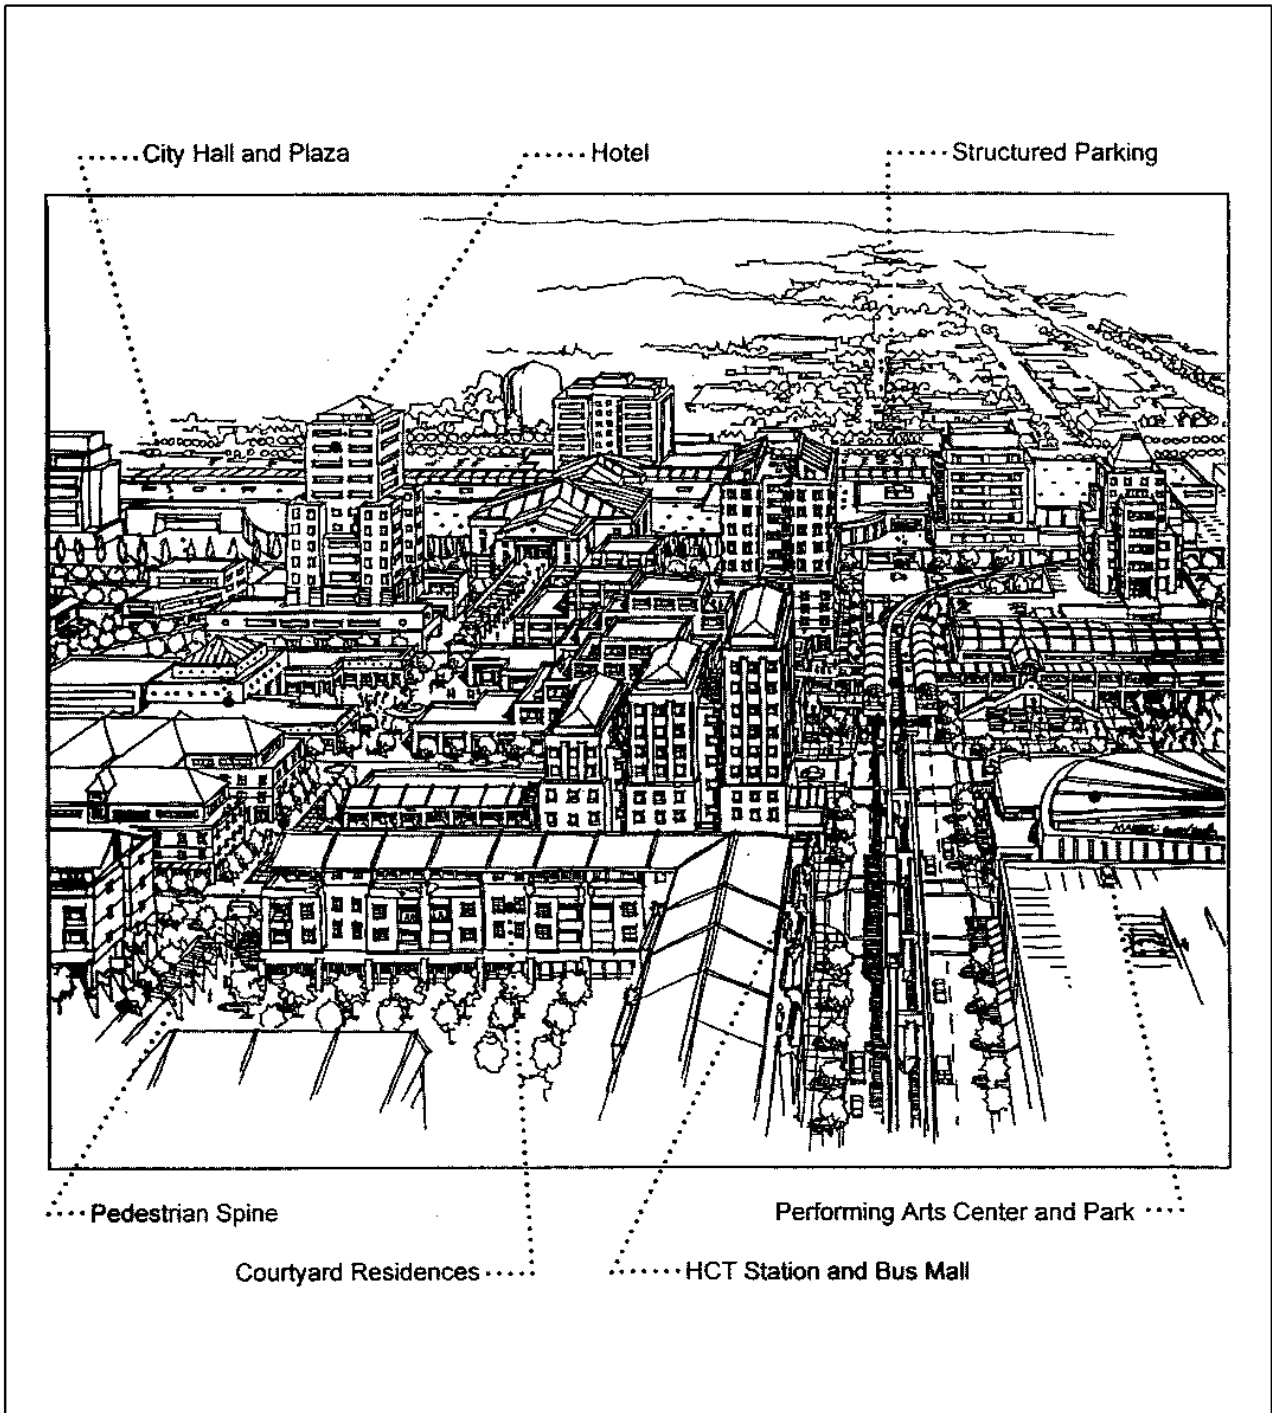 City Hall and Plaza
Hotel
Structured Parking
Pedestrian Spine
Performing Arts Center and Park
Courtyard Residences
HCT Station and Bus Mall